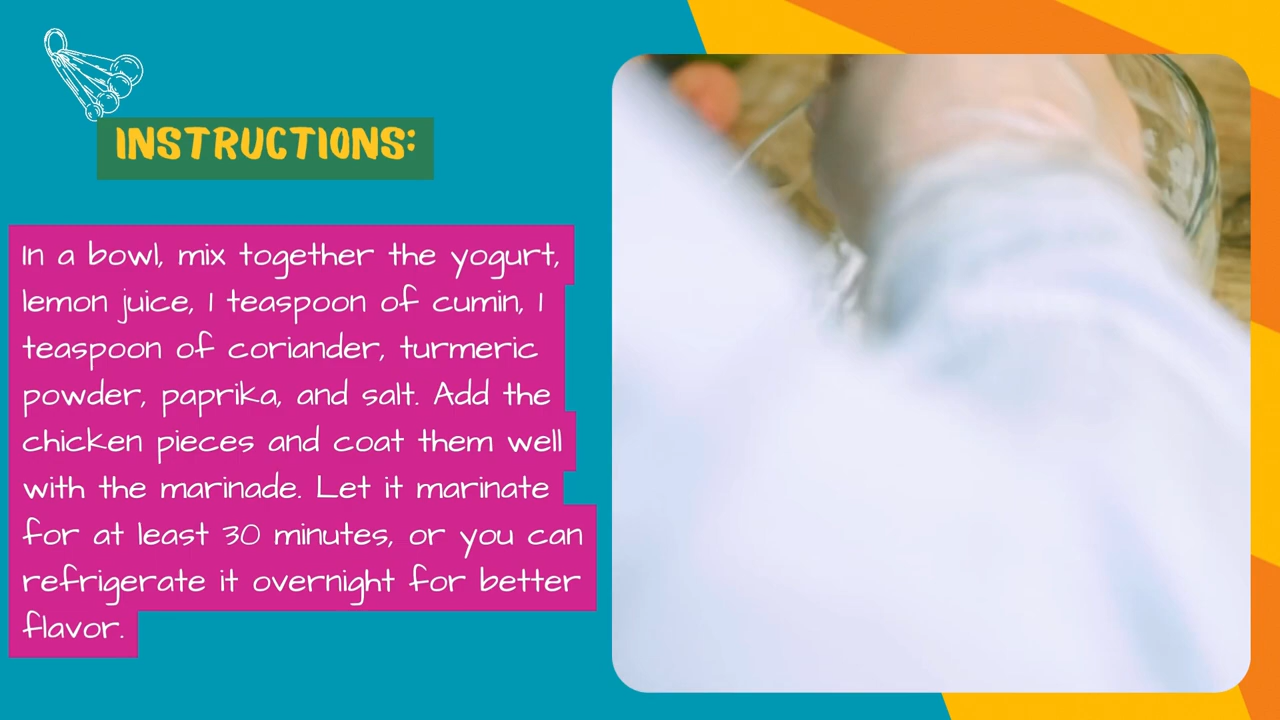 INSTRUCTIONS:
In a bowl, mix together the yogurt,
lemon juice, 1 teaspoon of cumin, 1
teaspoon of coriander, turmeric
powder, paprika, and salt. Add the
chicken pieces and coat them well
with the marinade. Let it marinate
for at least 30 minutes, or you can
refrigerate it overnight for better
flavor.